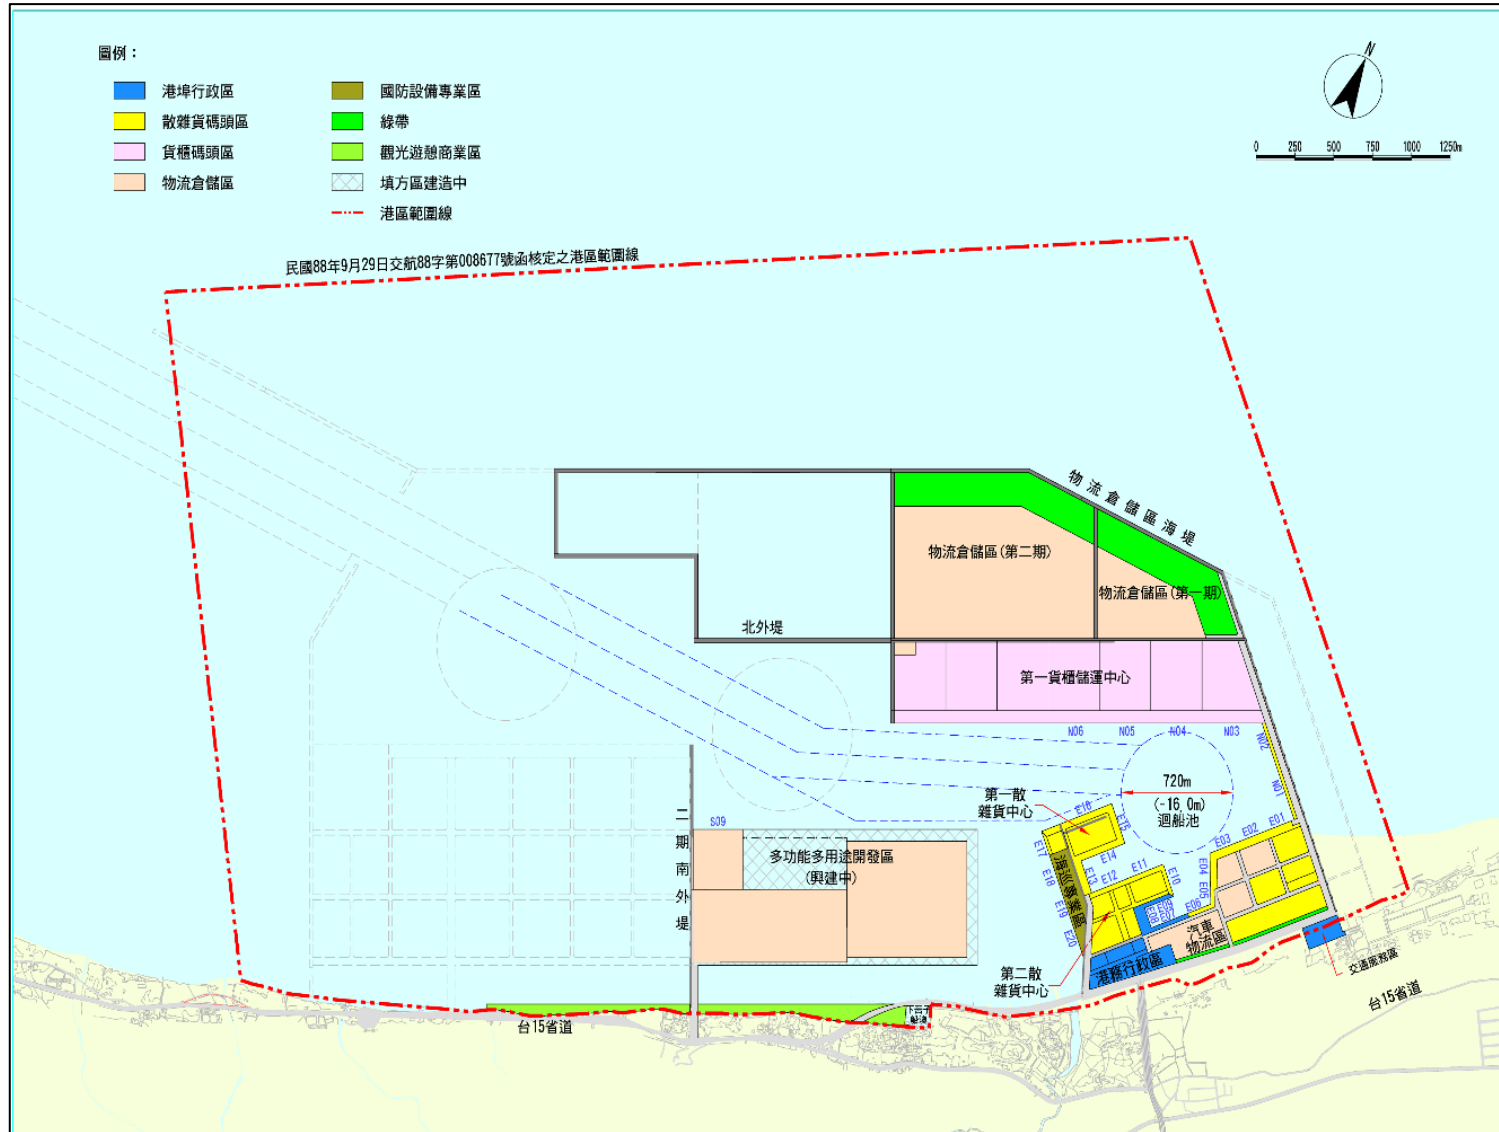 圖例：
港埠行政區
散雜貨碼頭區
貨櫃碼頭區
物流倉儲區
國防設備專業區
綠帶
觀光遊憩商業區
填方區建造中
港區範圍線
N
0 250 500 750 1000 1250m
民國88年9月29日交航88字第008677號函核定之港區範圍線
物流倉儲區海堤
物流倉儲區(第二期)
物流倉儲區(第一期)
北外堤
第一貨櫃儲運中心
N06 N05 N04 N03
N02
N01
720m
(-16.0m)
迴船池
第一散
雜貨中心
E16
E15
E14
E17
E18
E19
E20
E13
E12
E11
E10
E09
E08
E07
E06
E05
E04
E03
E02
E01
海巡專業區
二期南外堤
S09
多功能多用途開發區
(興建中)
汽車
物流區
港務行政區
第二散
雜貨中心
交通服務區
台15省道
台15省道